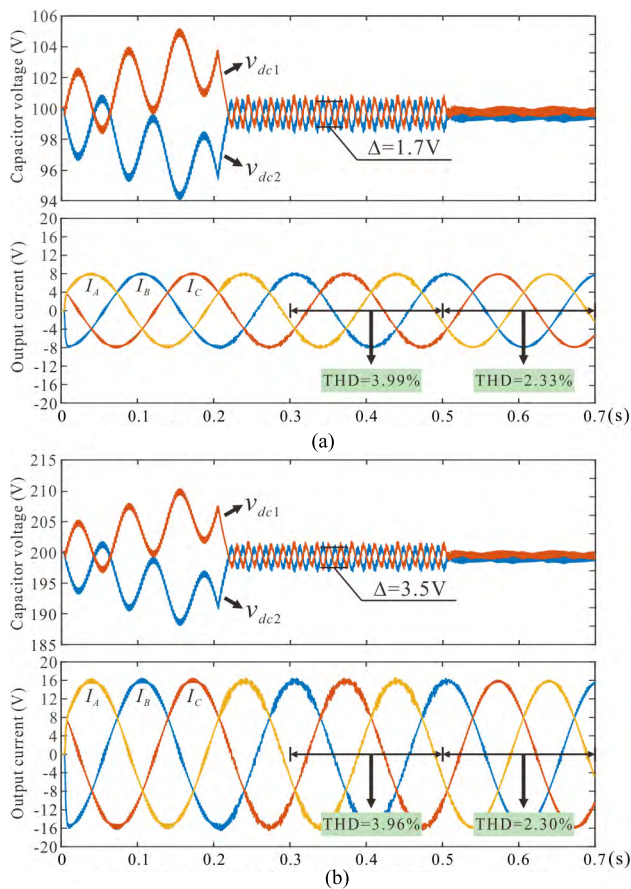 Capacitor voltage (V)
106
104
102
100
98
96
94
vdc1
vdc2
Δ=1.7V
Output current (V)
20
16
12
8
4
0
-4
-8
-12
-16
-20
IA IB IC
THD=3.99% THD=2.33%
0 0.1 0.2 0.3 0.4 0.5 0.6 0.7 (s)
(a)
Capacitor voltage (V)
215
210
205
200
195
190
185
vdc1
vdc2
Δ=3.5V
Output current (V)
20
16
12
8
4
0
-4
-8
-12
-16
-20
IA IB IC
THD=3.96% THD=2.30%
0 0.1 0.2 0.3 0.4 0.5 0.6 0.7 (s)
(b)